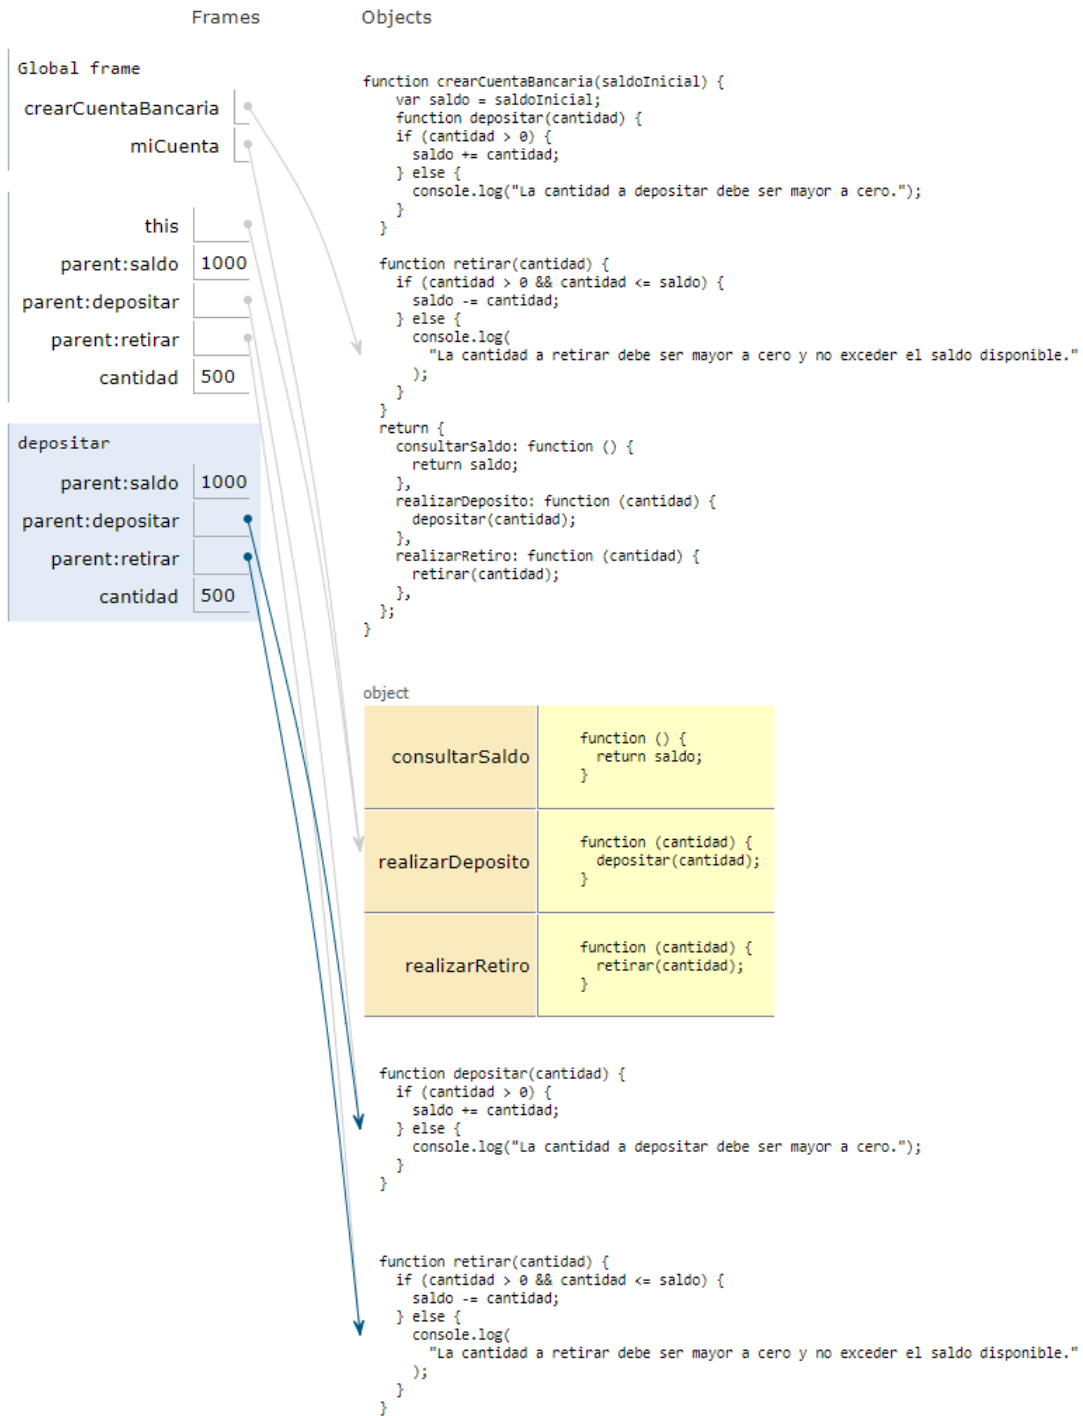 Frames
Objects
Global frame
crearCuentaBancaria
miCuenta
this
parent:saldo 1000
parent:depositar
parent:retirar
cantidad 500
depositar
parent:saldo 1000
parent:depositar
parent:retirar
cantidad 500
function crearCuentaBancaria(saldoInicial) {
var saldo = saldoInicial;
function depositar(cantidad) {
if (cantidad > 0) {
saldo += cantidad;
} else {
console.log("La cantidad a depositar debe ser mayor a cero.");
}
}
function retirar(cantidad) {
if (cantidad > 0 && cantidad <= saldo) {
saldo -= cantidad;
} else {
console.log(
"La cantidad a retirar debe ser mayor a cero y no exceder el saldo disponible."
);
}
}
return {
consultarSaldo: function () {
return saldo;
},
realizarDeposito: function (cantidad) {
depositar(cantidad);
},
realizarRetiro: function (cantidad) {
retirar(cantidad);
},
};
}
object
consultarSaldo
function () {
return saldo;
}
realizarDeposito
function (cantidad) {
depositar(cantidad);
}
realizarRetiro
function (cantidad) {
retirar(cantidad);
}
function depositar(cantidad) {
if (cantidad > 0) {
saldo += cantidad;
} else {
console.log("La cantidad a depositar debe ser mayor a cero.");
}
}
function retirar(cantidad) {
if (cantidad > 0 && cantidad <= saldo) {
saldo -= cantidad;
} else {
console.log(
"La cantidad a retirar debe ser mayor a cero y no exceder el saldo disponible."
);
}
}